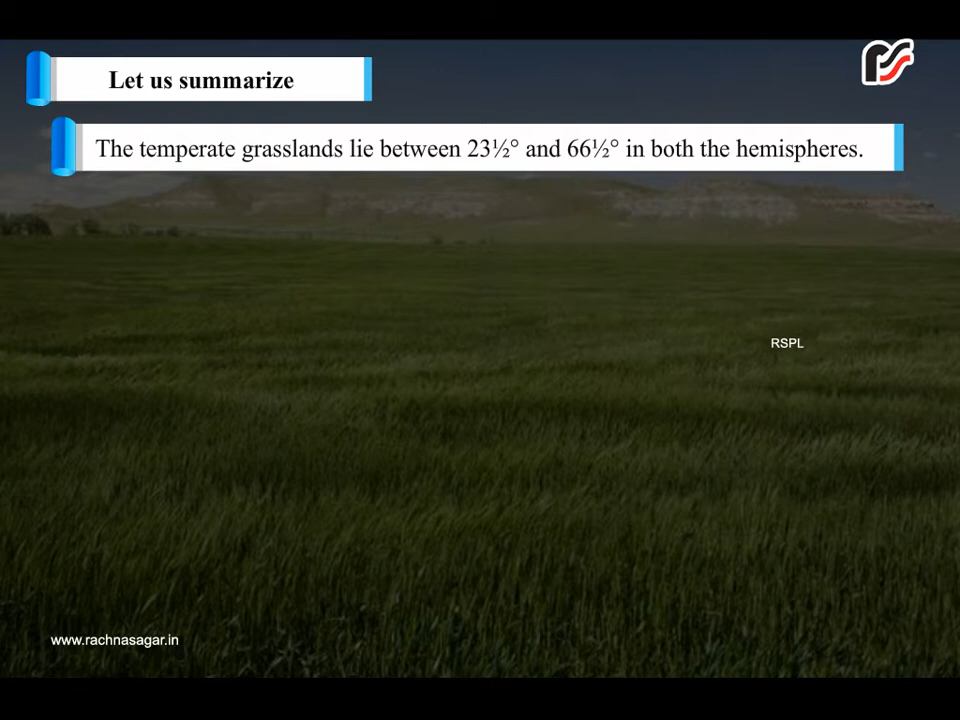 Let us summarize
The temperate grasslands lie between 23½° and 66½° in both the hemispheres.
RSPL
www.rachnasagar.in